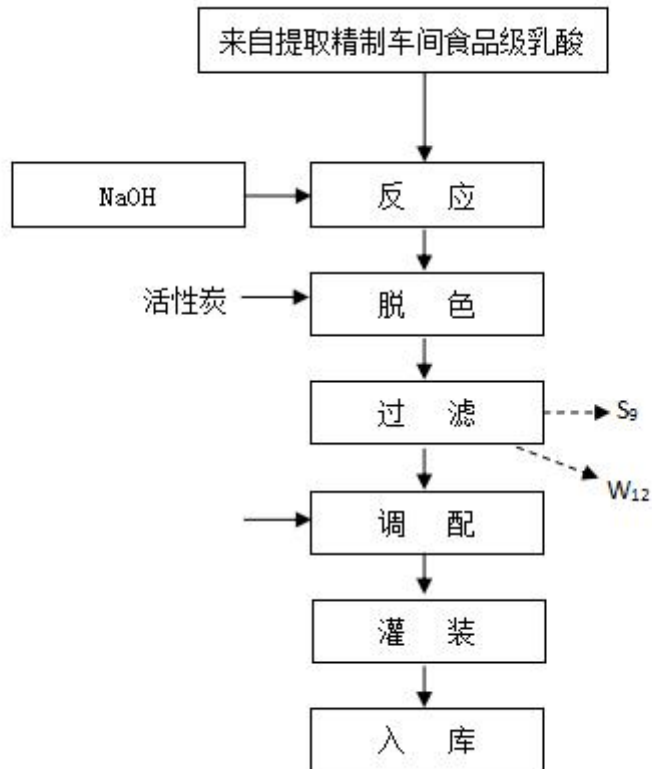 来自提取精制车间食品级乳酸
NaOH
反 应
活性炭
脱 色
过 滤
S₉
W₁₂
调 配
灌 装
入 库